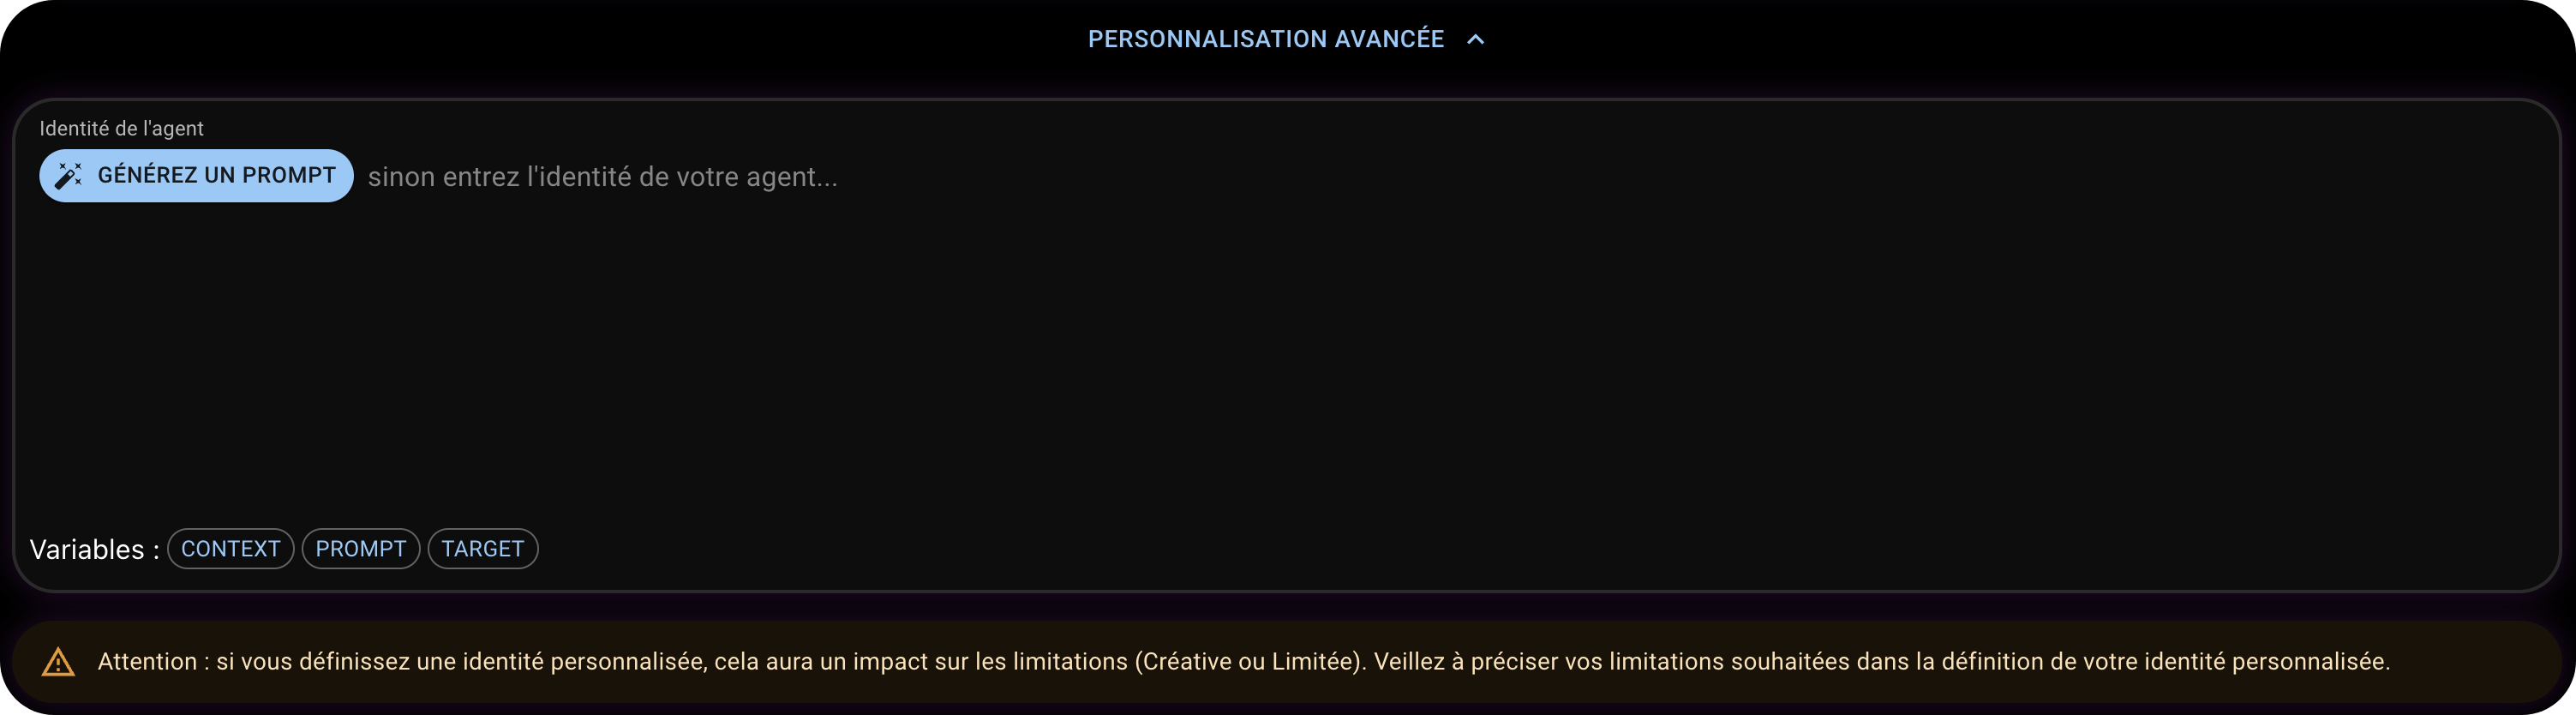 PERSONNALISATION AVANCÉE
Identité de l'agent
GÉNÉREZ UN PROMPT sinon entrez l'identité de votre agent...
Variables : CONTEXT PROMPT TARGET
Attention : si vous définissez une identité personnalisée, cela aura un impact sur les limitations (Créative ou Limitée). Veillez à préciser vos limitations souhaitées dans la définition de votre identité personnalisée.